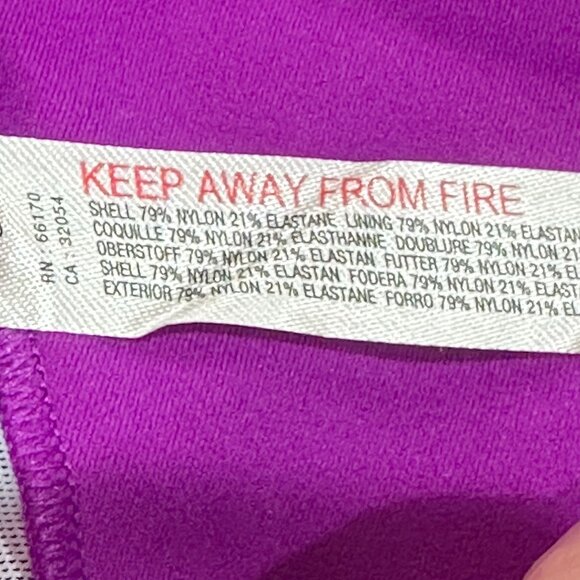 KEEP AWAY FROM FIRE
SHELL 79% NYLON 21% ELASTANE LINING 79% NYLON 21% ELASTAN
COQUILLE 79% NYLON 21% ELASTHANNE DOUBLURE 79% NYLON 21%
OBERSTOFF 79% NYLON 21% ELASTAN FUTTER 79% NYLON 21% EL
SHELL 79% NYLON 21% ELASTAN FODERA 79% NYLON 21% EL
EXTERIOR 79% NYLON 21% ELASTANE FORRO 79% NYLON 21% EL
RN 66170
CA : 32054